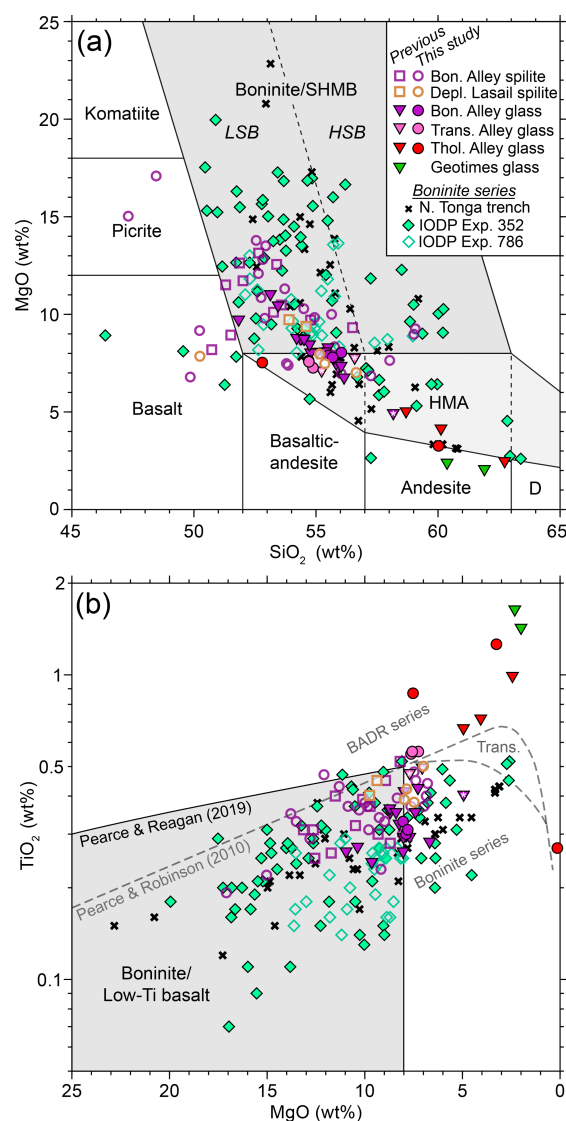 (a)
25
20
15
10
5
0
MgO (wt%)
45
50
55
60
65
SiO2 (wt%)
Komatiite
Picrite
Basalt
Basaltic-
andesite
Andesite
D
HMA
Boninite/SHMB
LSB
HSB
Previous
This study
Bon. Alley spilite
Depl. Lasail spilite
Bon. Alley glass
Trans. Alley glass
Thol. Alley glass
Geotimes glass
Boninite series
N. Tonga trench
IODP Exp. 352
IODP Exp. 786
(b)
2
1
0.5
0.1
TiO2 (wt%)
25
20
15
10
5
0
MgO (wt%)
BADR series
Trans.
Pearce & Reagan (2019)
Pearce & Robinson (2010)
Boninite series
Boninite/
Low-Ti basalt